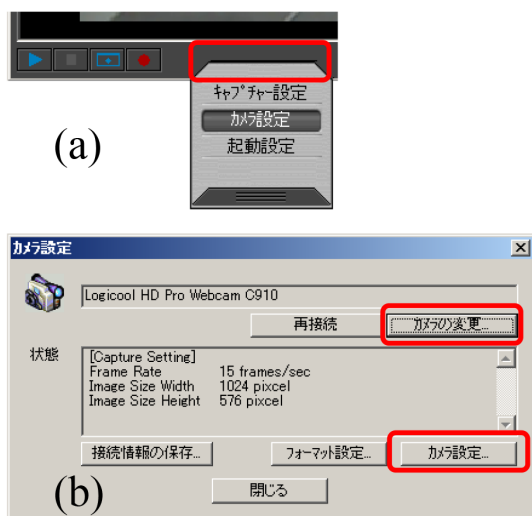 キャプチャー設定
カメラ設定
起動設定
(a)
カメラ設定
Logicool HD Pro Webcam C910
再接続
カメラの変更...
状態
[Capture Setting]
Frame Rate 15 frames/sec
Image Size Width 1024 pixcel
Image Size Height 576 pixcel
接続情報の保存...
フォーマット設定...
カメラ設定...
(b)
閉じる